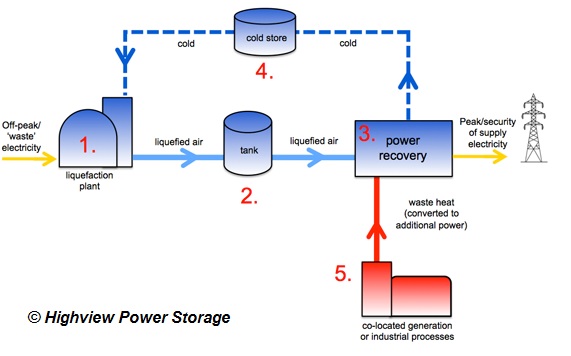 cold
cold store
cold
4.
Off-peak/
‘waste’
electricity
1.
liquefaction
plant
liquefied air
tank
2.
liquefied air
3.
power
recovery
Peak/security
of supply
electricity
waste heat
(converted to
additional power)
5.
co-located generation
or industrial processes
© Highview Power Storage